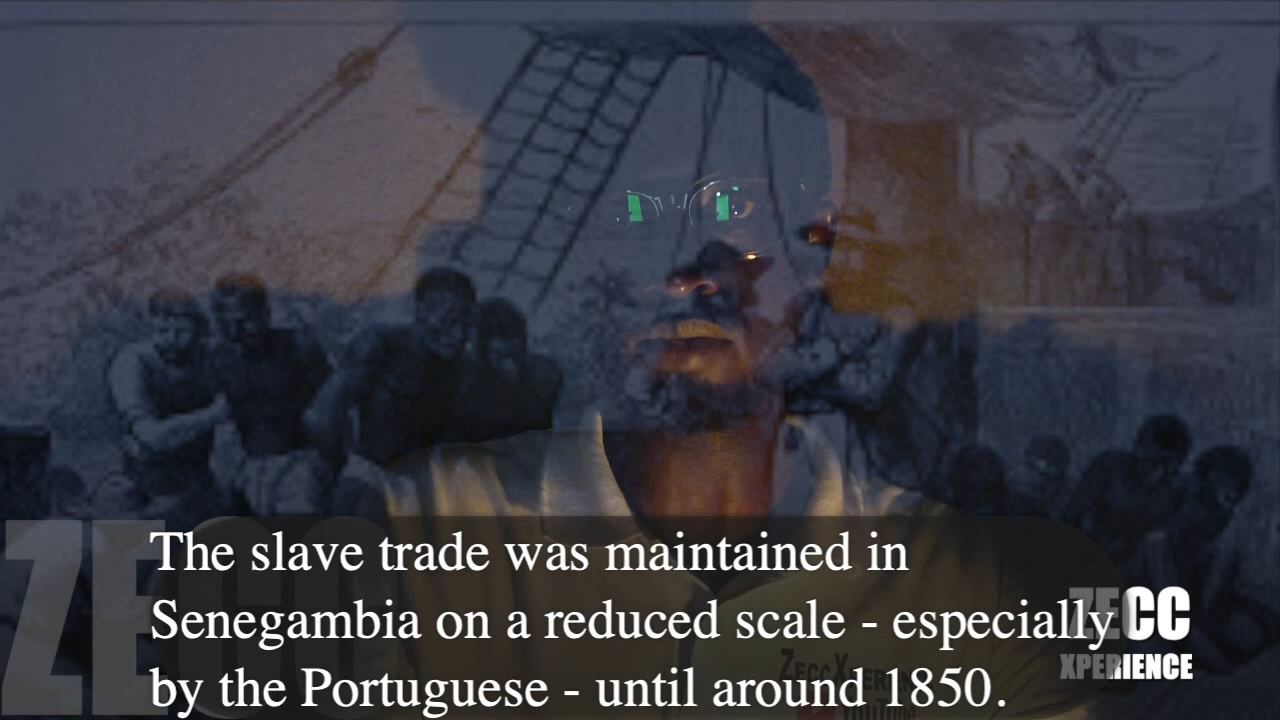 The slave trade was maintained in
Senegambia on a reduced scale - especially
by the Portuguese - until around 1850.
ZECC
XPERIENCE
ZECC